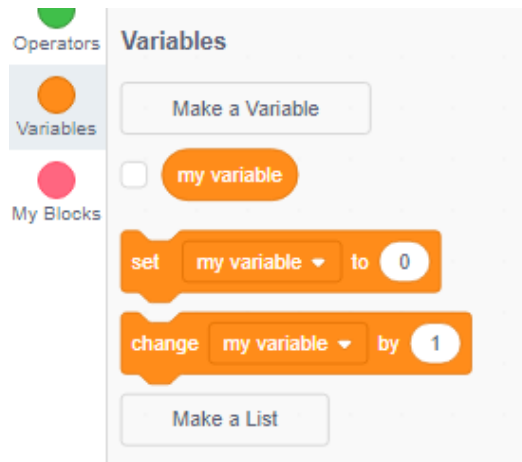 Operators
Variables
My Blocks
Variables
Make a Variable
my variable
set my variable to 0
change my variable by 1
Make a List